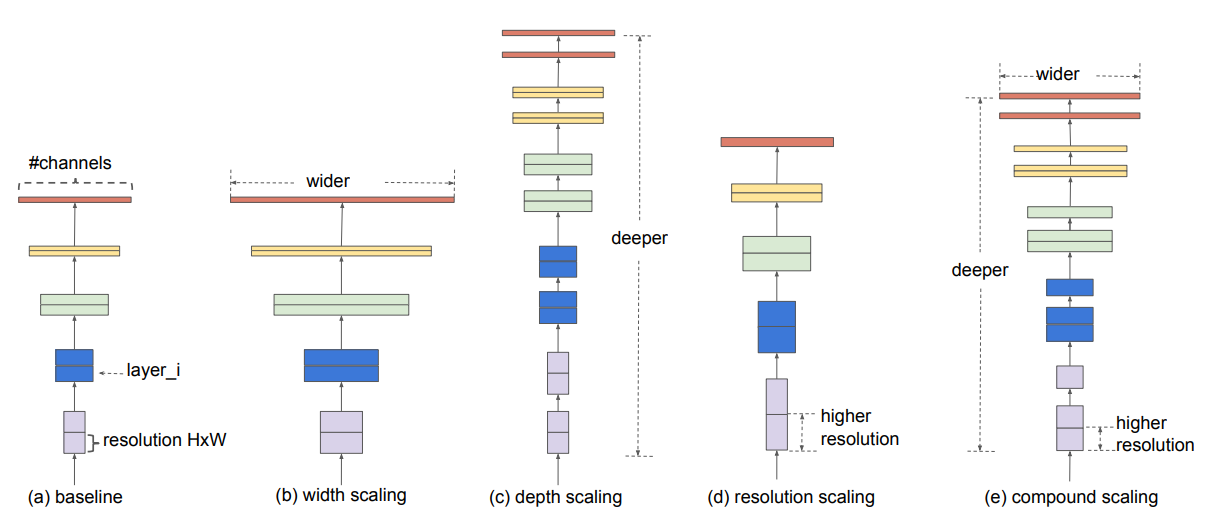 #channels
layer_i
resolution HxW
(a) baseline
wider
(b) width scaling
deeper
(c) depth scaling
higher
resolution
(d) resolution scaling
wider
deeper
higher
resolution
(e) compound scaling